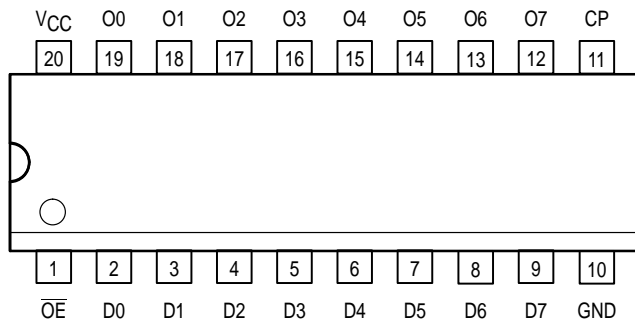 VCC O0 O1 O2 O3 O4 O5 O6 O7 CP
20 19 18 17 16 15 14 13 12 11
1 2 3 4 5 6 7 8 9 10
O̅E̅ D0 D1 D2 D3 D4 D5 D6 D7 GND